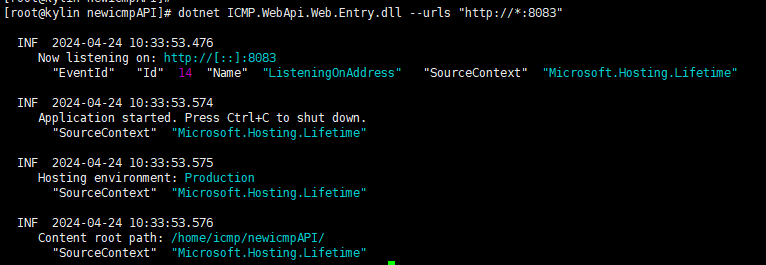 [root@kylin newicmpAPI]#
[root@kylin newicmpAPI]# dotnet ICMP.WebApi.Web.Entry.dll --urls "http://*:8083"
INF 2024-04-24 10:33:53.476
Now listening on: http://[::]:8083
"EventId" "Id" 14 "Name" "ListeningOnAddress" "SourceContext" "Microsoft.Hosting.Lifetime"
INF 2024-04-24 10:33:53.574
Application started. Press Ctrl+C to shut down.
"SourceContext" "Microsoft.Hosting.Lifetime"
INF 2024-04-24 10:33:53.575
Hosting environment: Production
"SourceContext" "Microsoft.Hosting.Lifetime"
INF 2024-04-24 10:33:53.576
Content root path: /home/icmp/newicmpAPI/
"SourceContext" "Microsoft.Hosting.Lifetime"